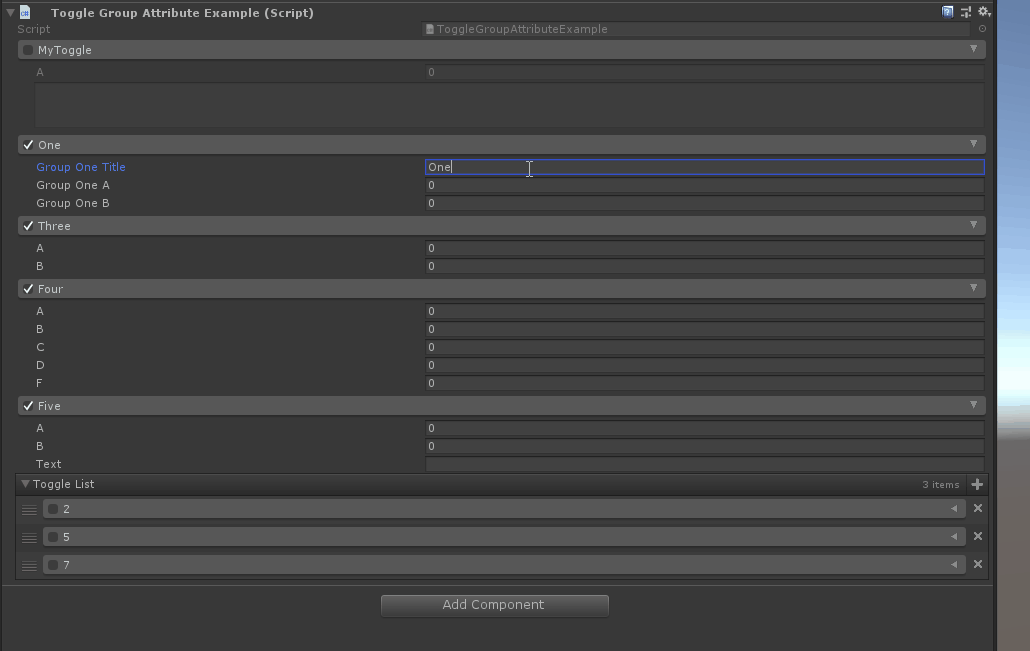 Toggle Group Attribute Example (Script)
Script ToggleGroupAttributeExample
MyToggle
A 0
One
Group One Title One
Group One A 0
Group One B 0
Three
A 0
B 0
Four
A 0
B 0
C 0
D 0
F 0
Five
A 0
B 0
Text
Toggle List 3 items
2
5
7
Add Component